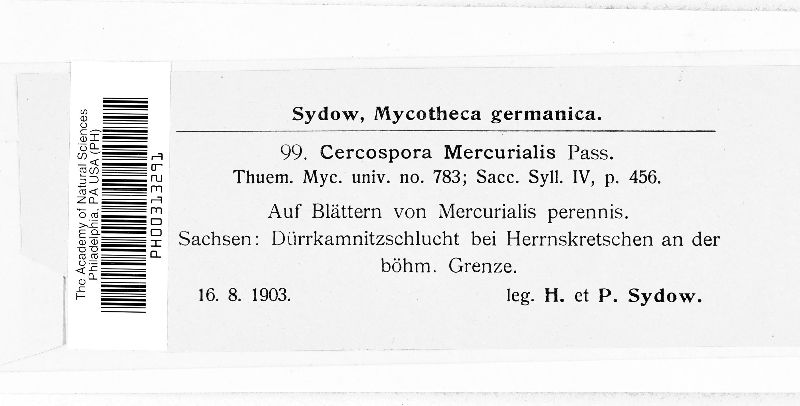 Sydow, Mycotheca germanica.
99. Cercospora Mercurialis Pass.
Thuem. Myc. univ. no. 783; Sacc. Syll. IV, p. 456.
Auf Blättern von Mercurialis perennis.
Sachsen: Dürrkamnitzschlucht bei Herrnskretschen an der
böhm. Grenze.
16. 8. 1903. leg. H. et P. Sydow.
The Academy of Natural Sciences
Philadelphia, PA USA (PH)
PH00313291